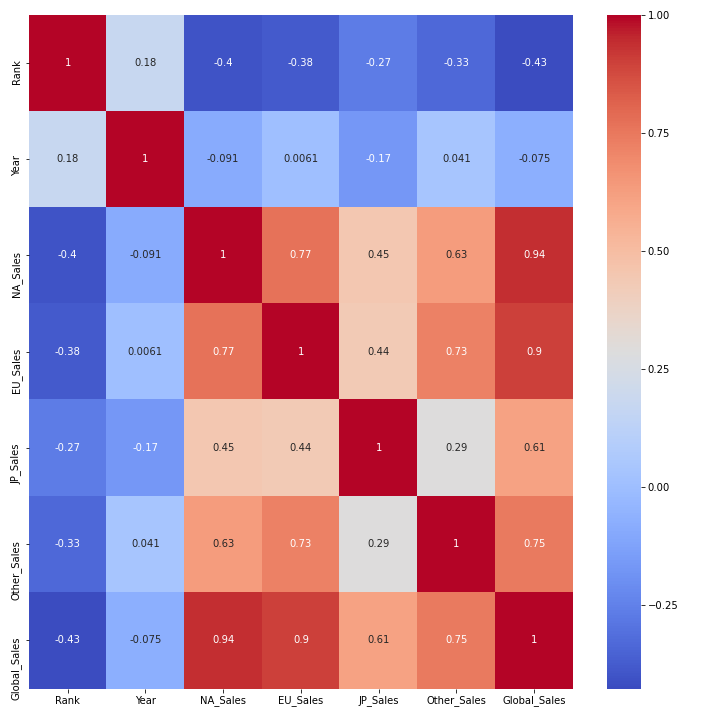 Rank 1 0.18 -0.4 -0.38 -0.27 -0.33 -0.43
Year 0.18 1 -0.091 0.0061 -0.17 0.041 -0.075
NA_Sales -0.4 -0.091 1 0.77 0.45 0.63 0.94
EU_Sales -0.38 0.0061 0.77 1 0.44 0.73 0.9
JP_Sales -0.27 -0.17 0.45 0.44 1 0.29 0.61
Other_Sales -0.33 0.041 0.63 0.73 0.29 1 0.75
Global_Sales -0.43 -0.075 0.94 0.9 0.61 0.75 1
Rank Year NA_Sales EU_Sales JP_Sales Other_Sales Global_Sales
1.00
0.75
0.50
0.25
0.00
−0.25